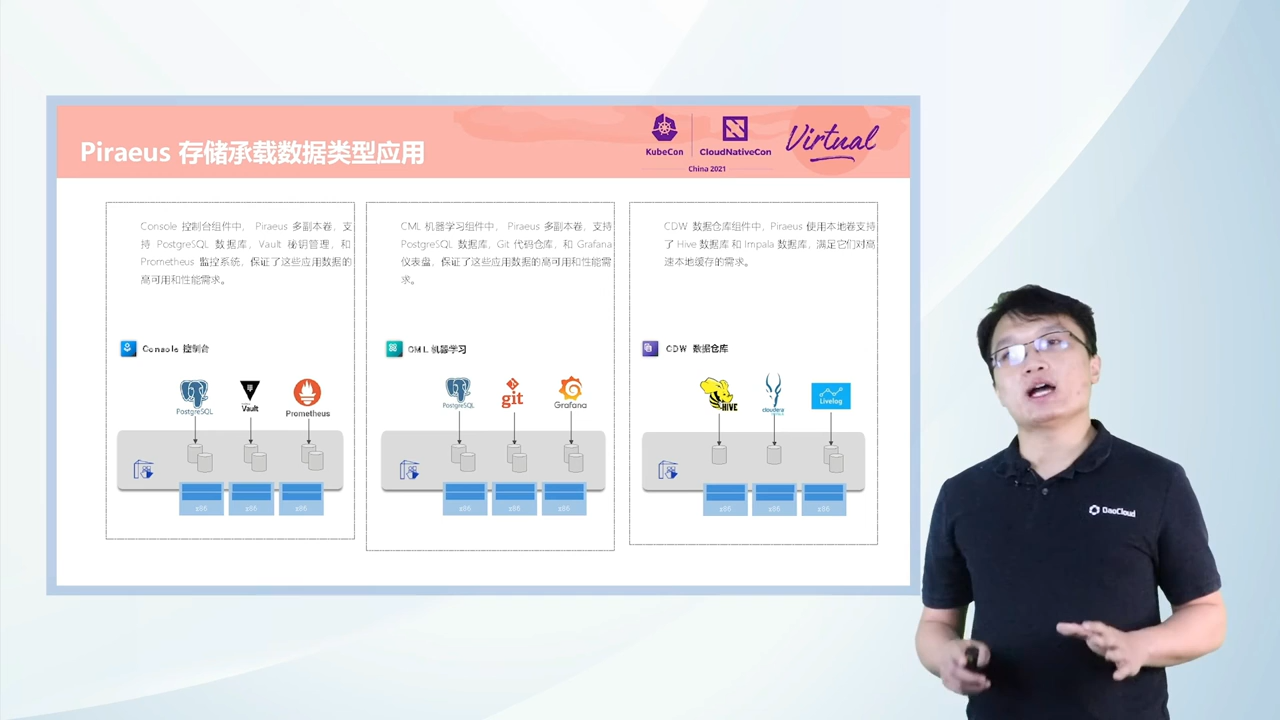 Piraeus 存储承载数据类型应用
KubeCon
CloudNativeCon
China 2021
Virtual
Console 控制台组件中， Piraeus 多副本卷，支
持 PostgreSQL 数据库，Vault 秘钥管理，和
Prometheus 监控系统，保证了这些应用数据的
高可用和性能需求。
CML 机器学习组件中， Piraeus 多副本卷，支持
PostgreSQL 数据库，Git 代码仓库，和 Grafana
仪表盘，保证了这些应用数据的高可用和性能需
求。
CDW 数据仓库组件中，Piraeus 使用本地卷支持
了 Hive 数据库 和 Impala 数据库，满足它们对高
速本地缓存的需求。
Console 控制台
CML 机器学习
CDW 数据仓库
PostgreSQL
Vault
Prometheus
PostgreSQL
git
Grafana
HIVE
cloudera
Livelog
x86 x86 x86
x86 x86 x86
x86 x86 x86
DaoCloud